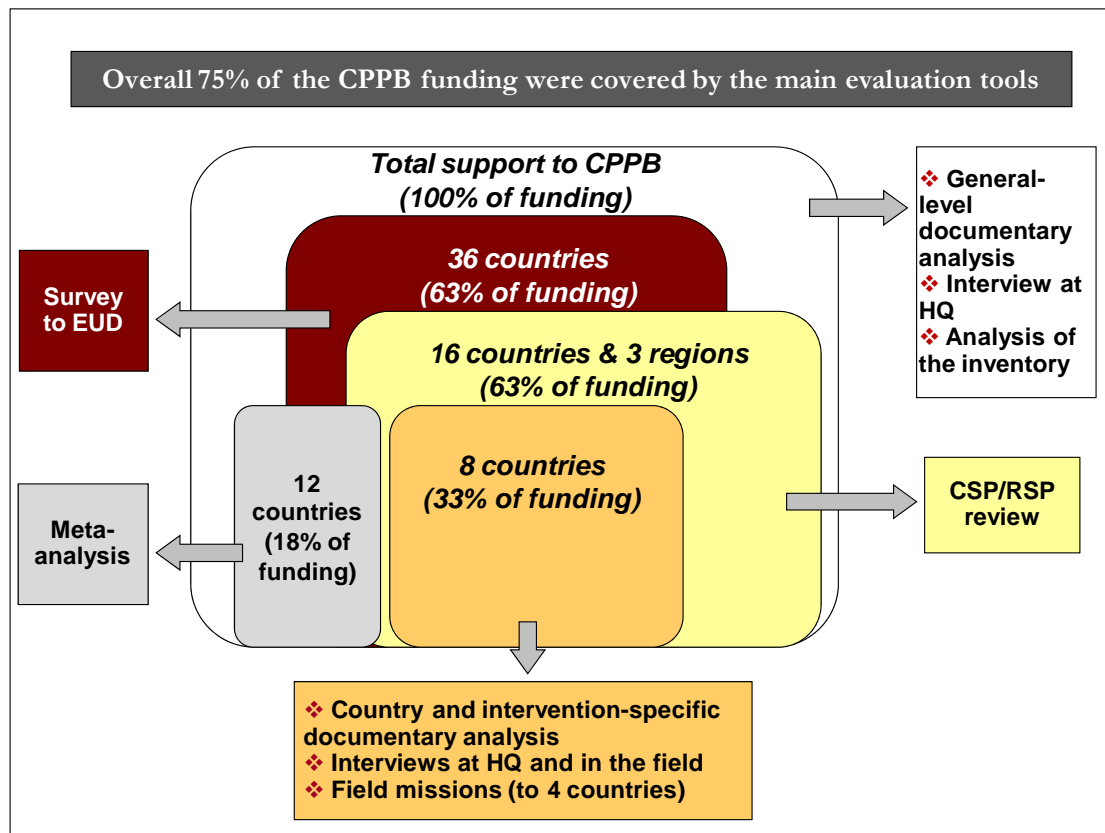 Overall 75% of the CPPB funding were covered by the main evaluation tools
Total support to CPPB
(100% of funding)
❖ General-
level
documentary
analysis
❖ Interview at
HQ
❖ Analysis of
the inventory
36 countries
(63% of funding)
Survey
to EUD
16 countries & 3 regions
(63% of funding)
8 countries
(33% of funding)
12
countries
(18% of
funding)
CSP/RSP
review
Meta-
analysis
❖ Country and intervention-specific
documentary analysis
❖ Interviews at HQ and in the field
❖ Field missions (to 4 countries)